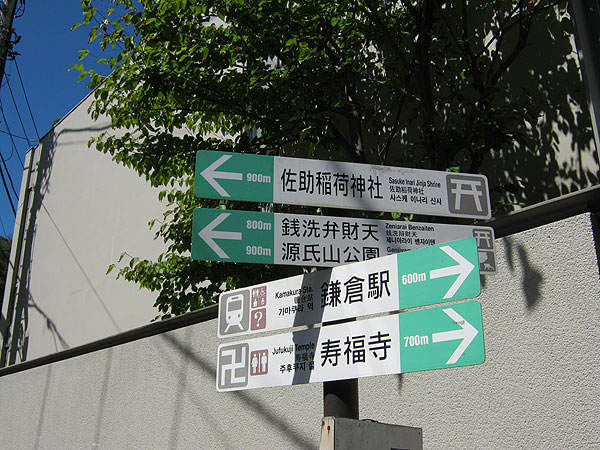 900m 佐助稲荷神社 Sasuke Inari Jinja Shrine
佐助稲荷神社
사스케 이나리 신사
800m 銭洗弁財天 Zeniarai Benzaiten
錢洗辯財天
제니아라이 벤자이텐
900m 源氏山公園
Kamakura Sta.
鎌倉站
가마쿠라 역
? 鎌倉駅 600m
Jufukuji Temple
寿福寺
주후쿠지 절
卍 寿福寺 700m